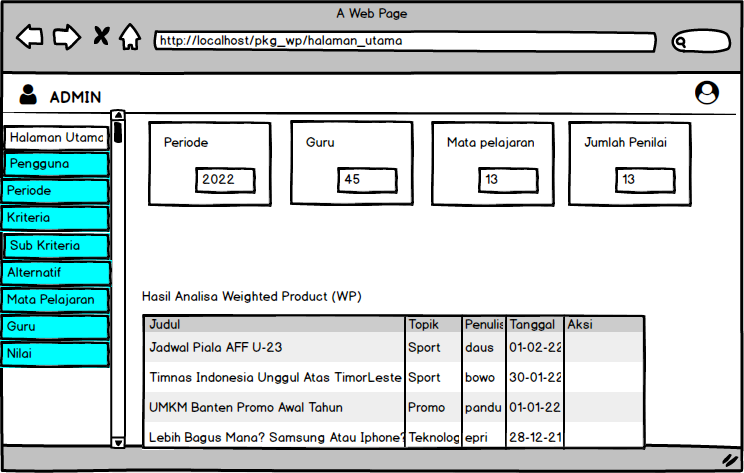 A Web Page
http://localhost/pkg_wp/halaman_utama
ADMIN
Halaman Utama
Pengguna
Periode
Kriteria
Sub Kriteria
Alternatif
Mata Pelajaran
Guru
Nilai
Periode
2022
Guru
45
Mata pelajaran
13
Jumlah Penilai
13
Hasil Analisa Weighted Product (WP)
Judul Topik Penulis Tanggal Aksi
Jadwal Piala AFF U-23 Sport daus 01-02-22
Timnas Indonesia Unggul Atas TimorLeste Sport bowo 30-01-22
UMKM Banten Promo Awal Tahun Promo pandu 01-01-22
Lebih Bagus Mana? Samsung Atau Iphone? Teknolog epri 28-12-21